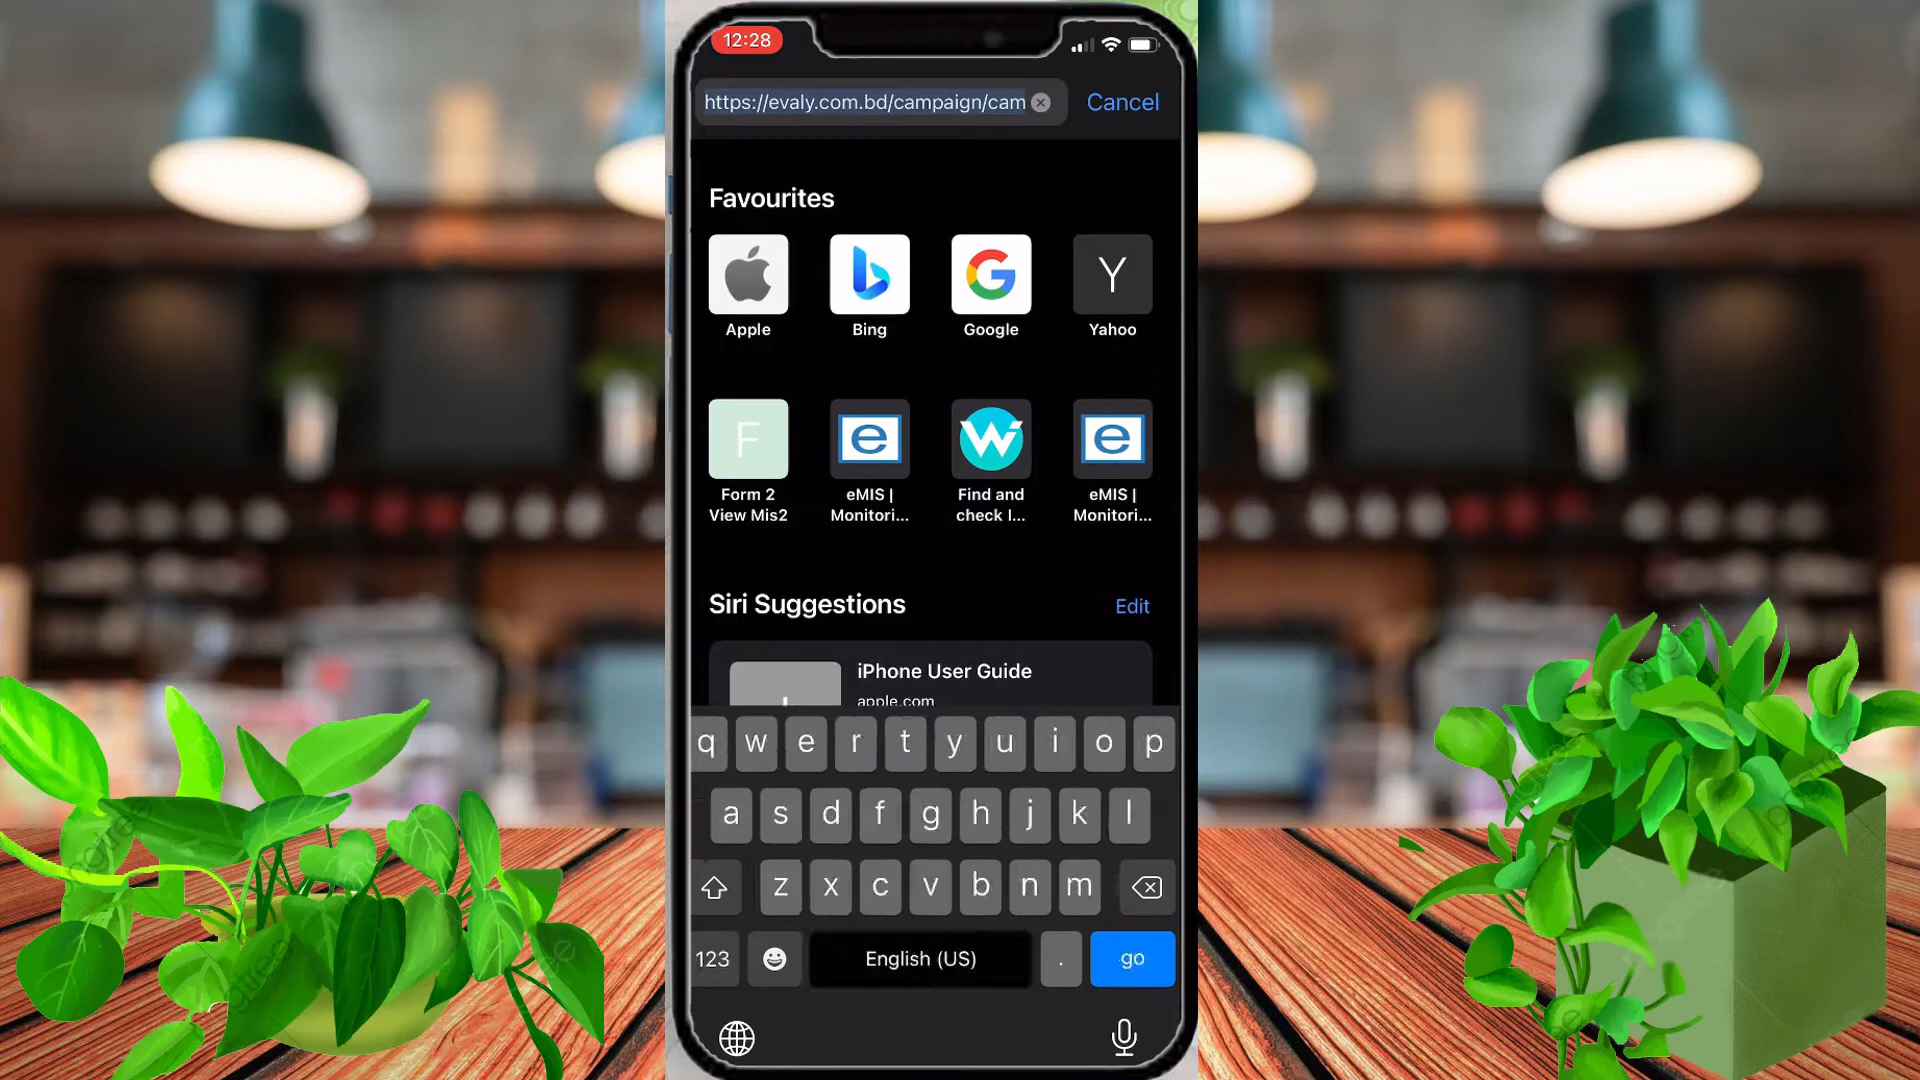 12:28
https://evaly.com.bd/campaign/cam
Cancel
Favourites
Apple
Bing
Google
Y
Yahoo
F
Form 2
View Mis2
e
eMIS |
Monitori...
W
Find and
check I...
e
eMIS |
Monitori...
Siri Suggestions
Edit
iPhone User Guide
apple.com
q w e r t y u i o p
a s d f g h j k l
z x c v b n m
123
English (US)
.
go